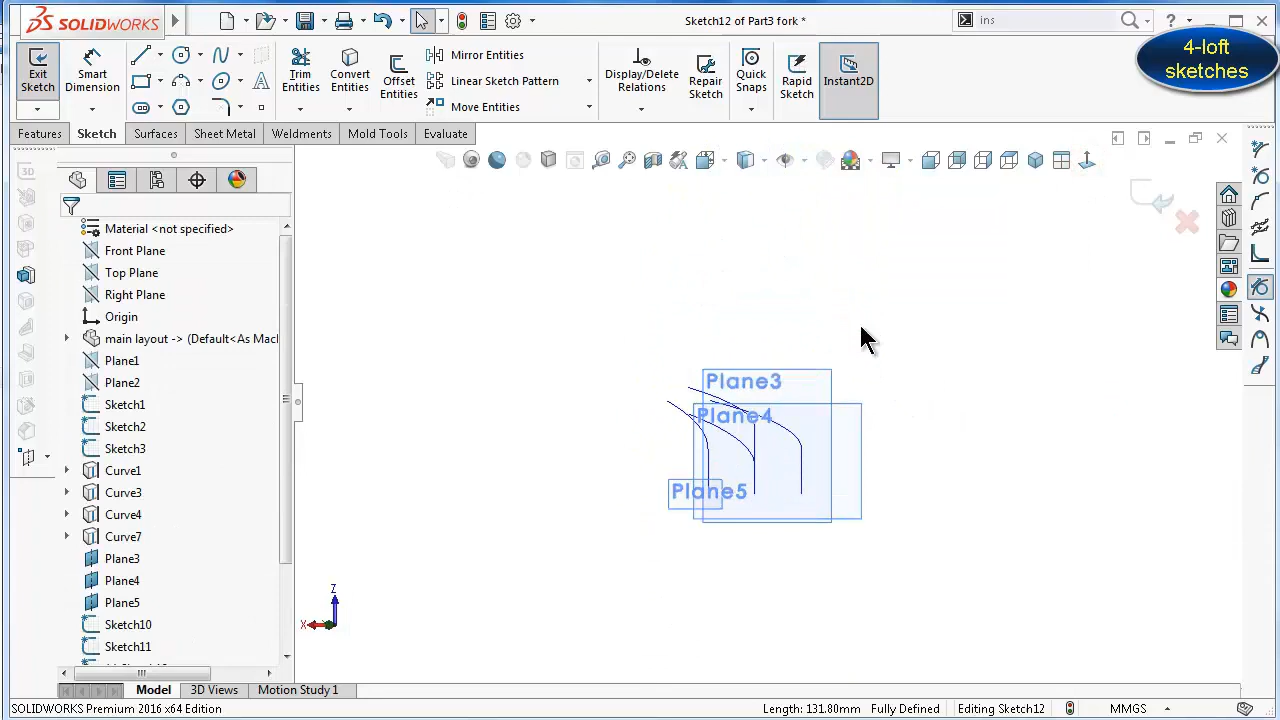 SOLIDWORKS
Sketch12 of Part3 fork *
ins
4-loft
sketches
Exit
Sketch
Smart
Dimension
Trim
Entities
Convert
Entities
Offset
Entities
Mirror Entities
Linear Sketch Pattern
Move Entities
Display/Delete
Relations
Repair
Sketch
Quick
Snaps
Rapid
Sketch
Instant2D
Features
Sketch
Surfaces
Sheet Metal
Weldments
Mold Tools
Evaluate
3D
Material <not specified>
Front Plane
Top Plane
Right Plane
Origin
main layout -> (Default<As Macl
Plane1
Plane2
Sketch1
Sketch2
Sketch3
Curve1
Curve3
Curve4
Curve7
Plane3
Plane4
Plane5
Sketch10
Sketch11
Plane3
Plane4
Plane5
Z
X
Model
3D Views
Motion Study 1
SOLIDWORKS Premium 2016 x64 Edition
Length: 131.80mm
Fully Defined
Editing Sketch12
MMGS